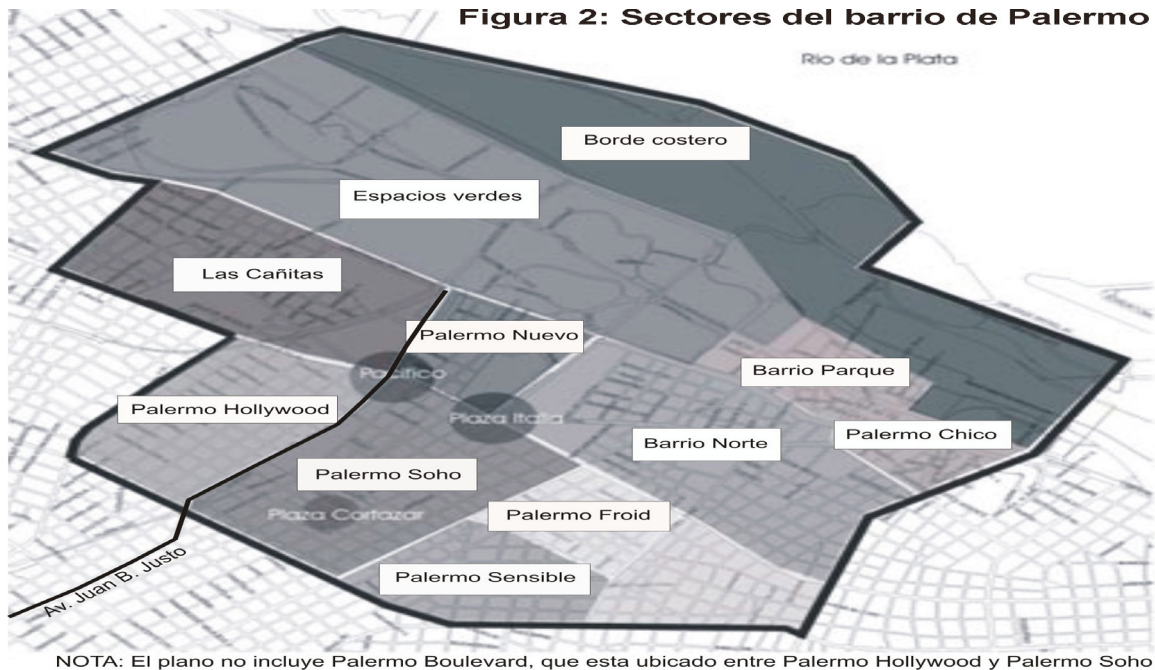 Figura 2: Sectores del barrio de Palermo
Rio de la Plata
Borde costero
Espacios verdes
Las Cañitas
Palermo Nuevo
Pacifico
Barrio Parque
Palermo Hollywood
Plaza Italia
Barrio Norte
Palermo Chico
Palermo Soho
Plaza Cortazar
Palermo Froid
Palermo Sensible
Av. Juan B. Justo
NOTA: El plano no incluye Palermo Boulevard, que esta ubicado entre Palermo Hollywood y Palermo Soho